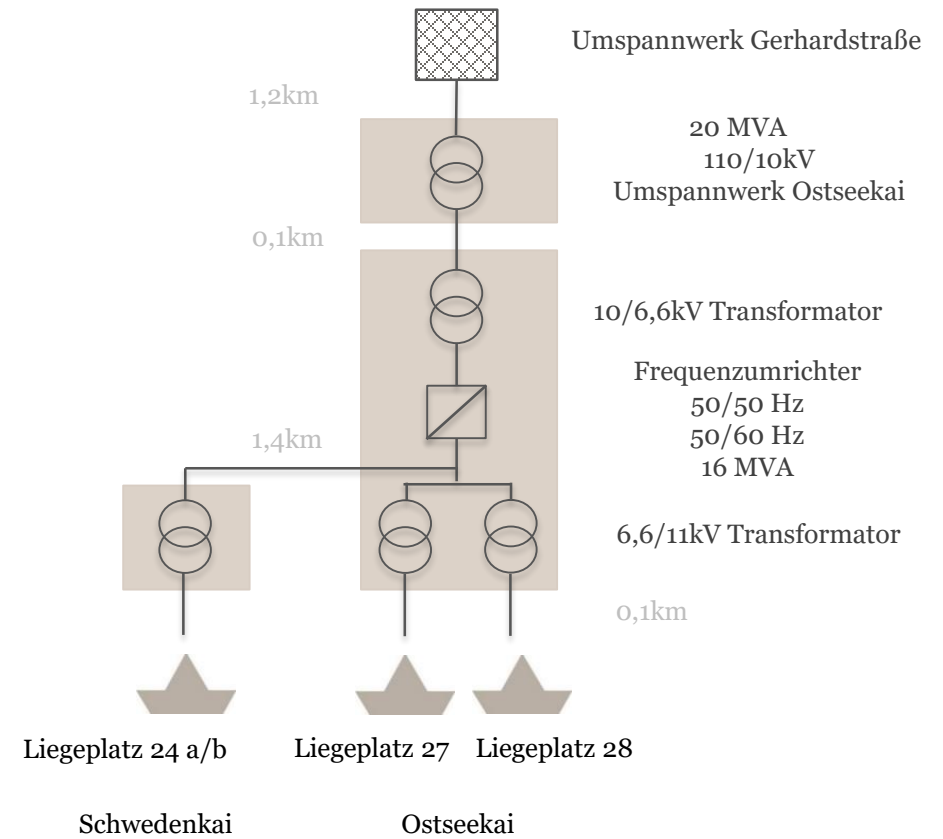 Umspannwerk Gerhardstraße
1,2km
20 MVA
110/10kV
Umspannwerk Ostseekai
0,1km
10/6,6kV Transformator
Frequenzumrichter
50/50 Hz
50/60 Hz
16 MVA
1,4km
6,6/11kV Transformator
0,1km
Liegeplatz 24 a/b
Liegeplatz 27
Liegeplatz 28
Schwedenkai
Ostseekai